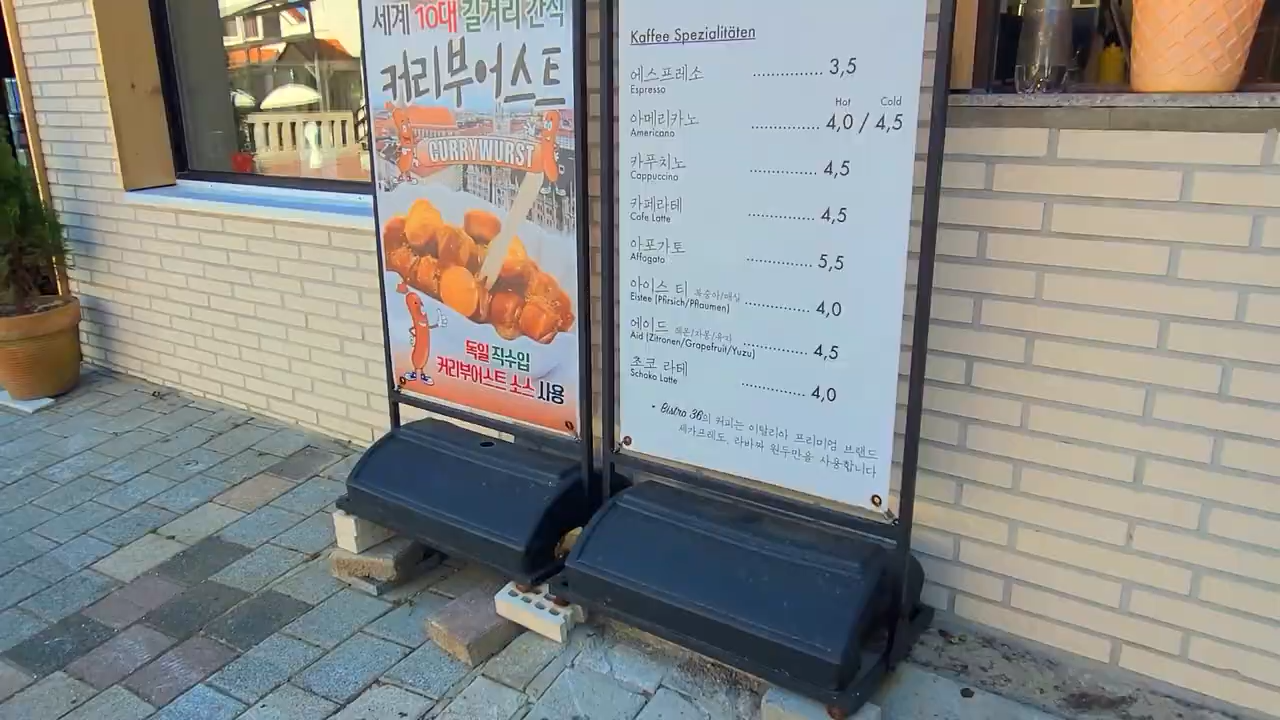 세계 10대 길거리 간식
커리부어스트
CURRYWURST
독일 직수입
커리부어스트 소스 사용
Kaffee Spezialitäten
에스프레소 .............. 3,5
Espresso
Hot Cold
아메리카노 .............. 4,0 / 4,5
Americano
카푸치노 .............. 4,5
Cappuccino
카페라테 .............. 4,5
Cafe Latte
아포가토 .............. 5,5
Affogato
아이스 티 복숭아/매실 .............. 4,0
Eistee (Pfirsich/Pflaumen)
에이드 레몬/자몽/유자 .............. 4,5
Aid (Zitronen/Grapefruit/Yuzu)
초코 라테 .............. 4,0
Schoko Latte
* Bistro 36의 커피는 이탈리아 프리미엄 브랜드
세카프레도, 라바짜 원두만을 사용합니다